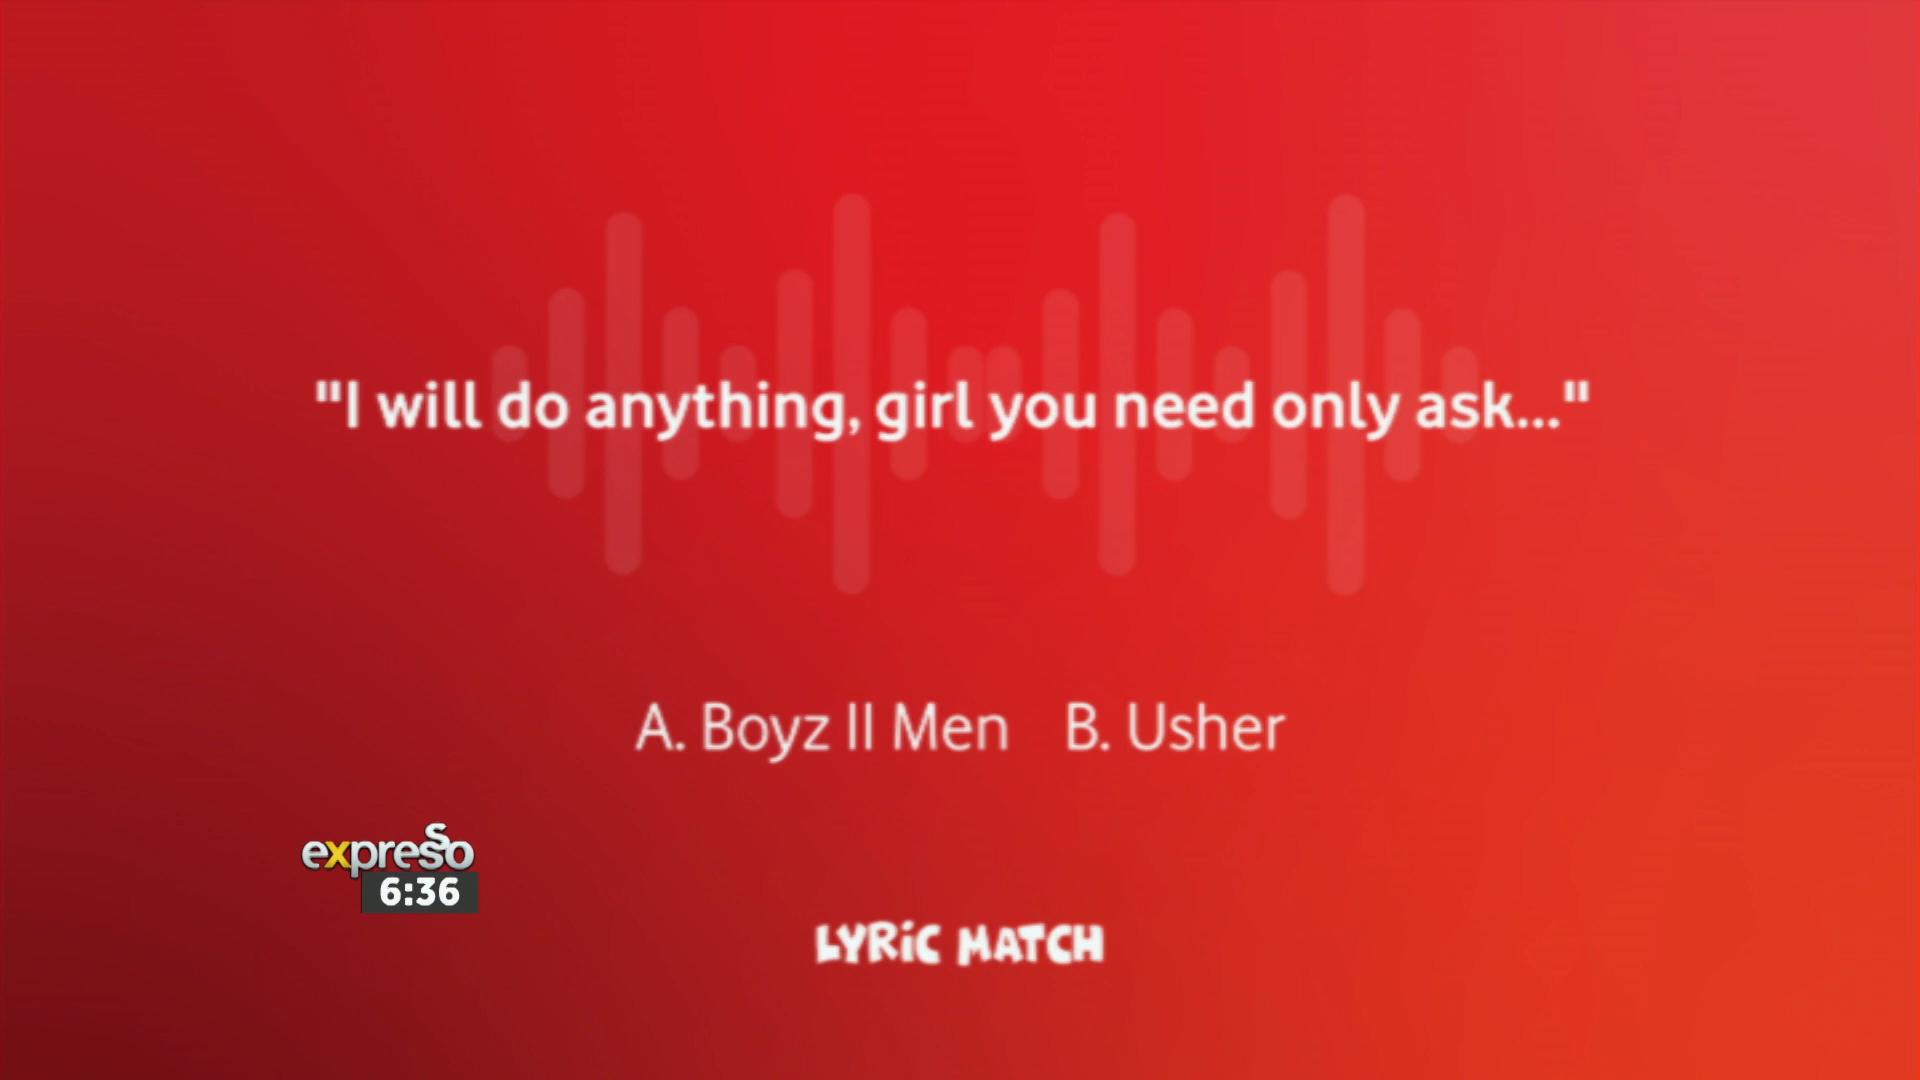 "I will do anything, girl you need only ask..."
A. Boyz II Men B. Usher
expresso
6:36
LYRIC MATCH